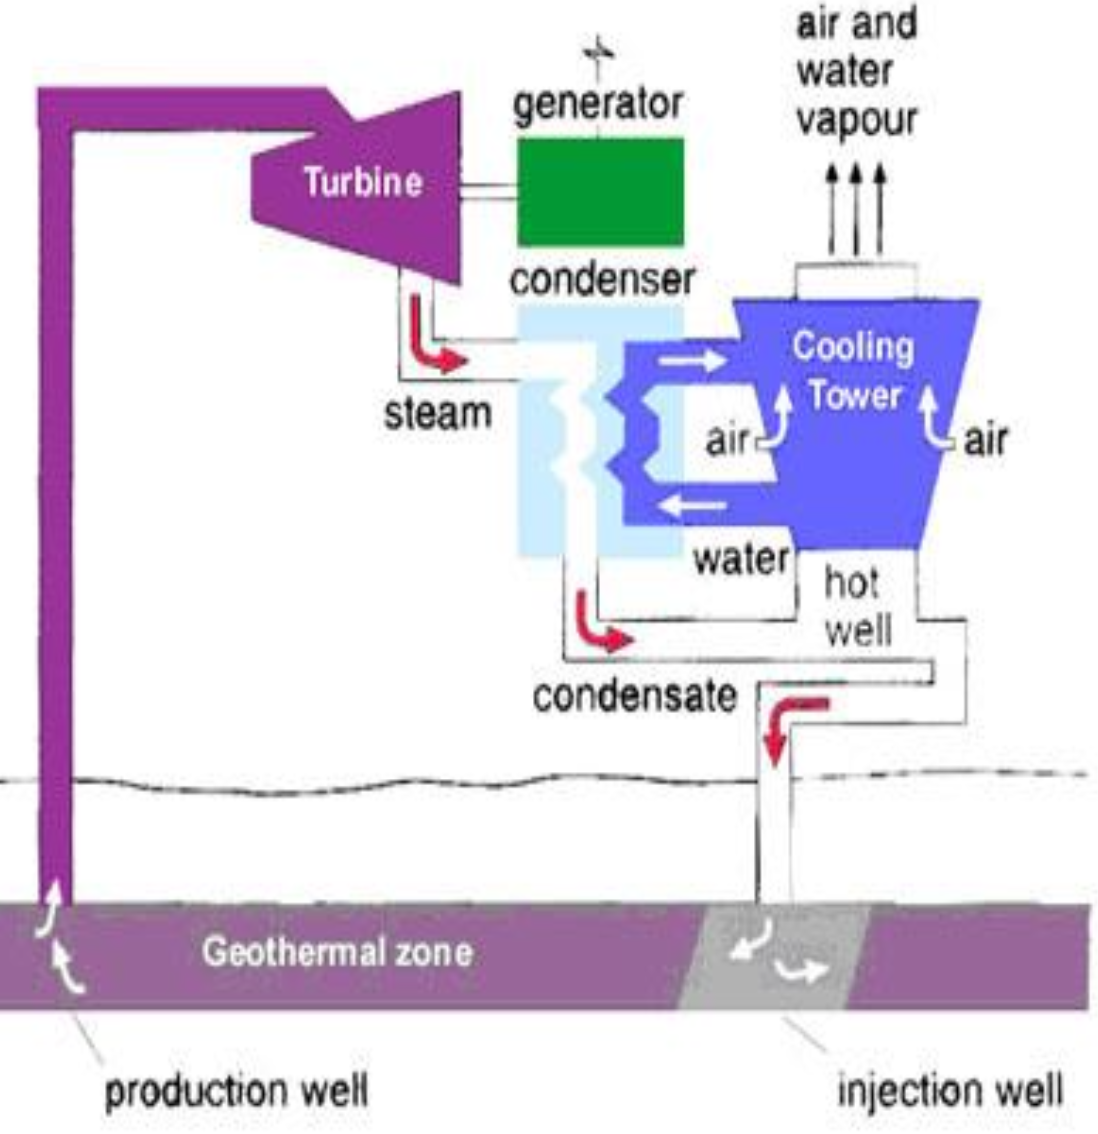 air and
water
vapour
generator
Turbine
condenser
Cooling
Tower
steam
air
air
water
hot
well
condensate
Geothermal zone
production well
injection well